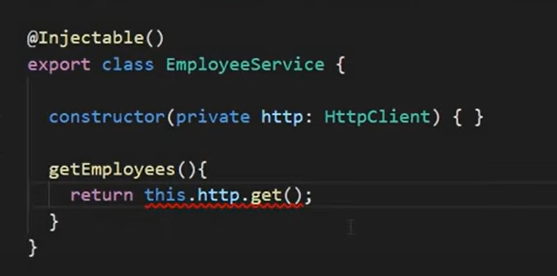 @Injectable()
export class EmployeeService {
constructor(private http: HttpClient) { }
getEmployees(){
return this.http.get();
}
}